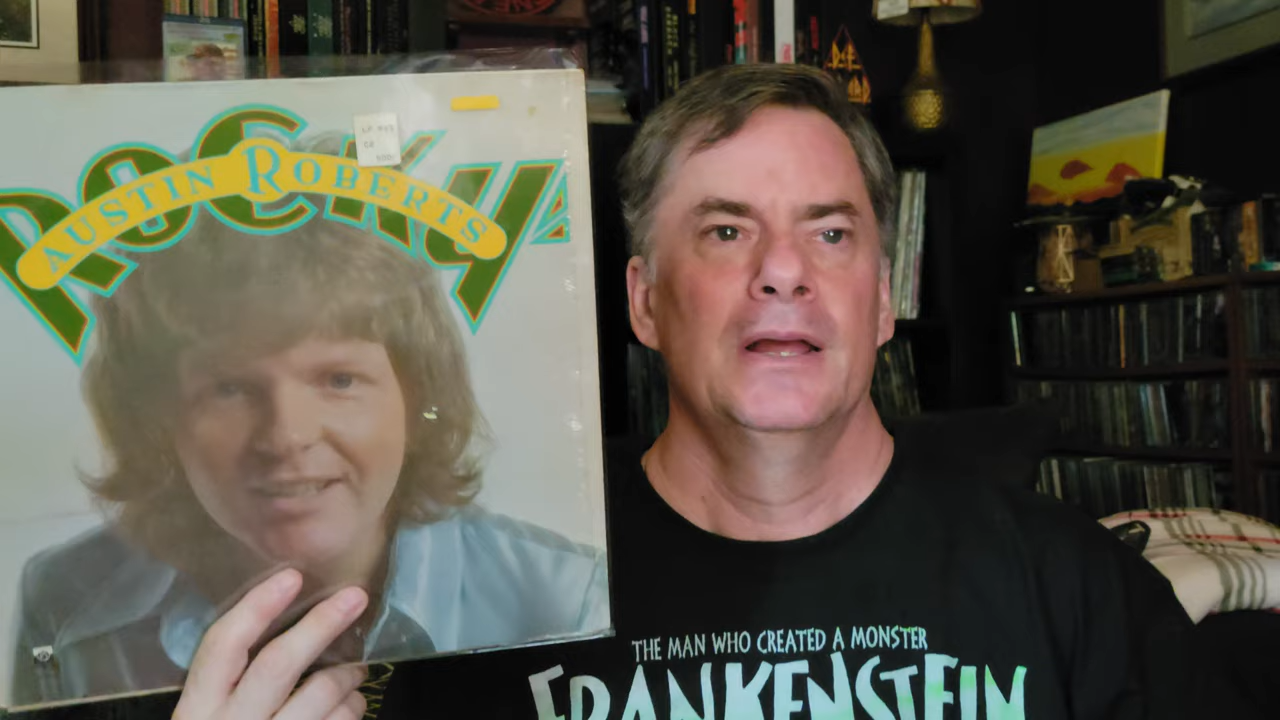 ROCKY
AUSTIN ROBERTS
THE MAN WHO CREATED A MONSTER
FRANKENSTEIN